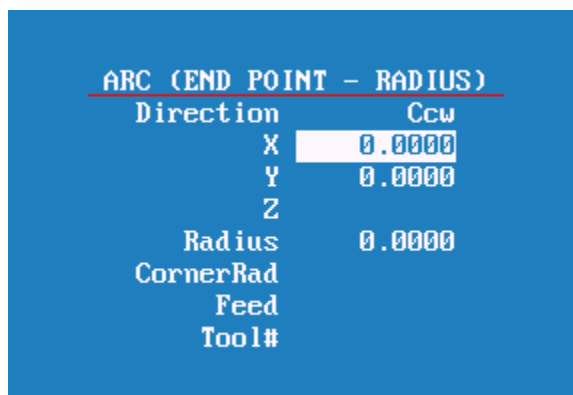 ARC (END POINT - RADIUS)
Direction Ccw
X 0.0000
Y 0.0000
Z
Radius 0.0000
CornerRad
Feed
Tool#